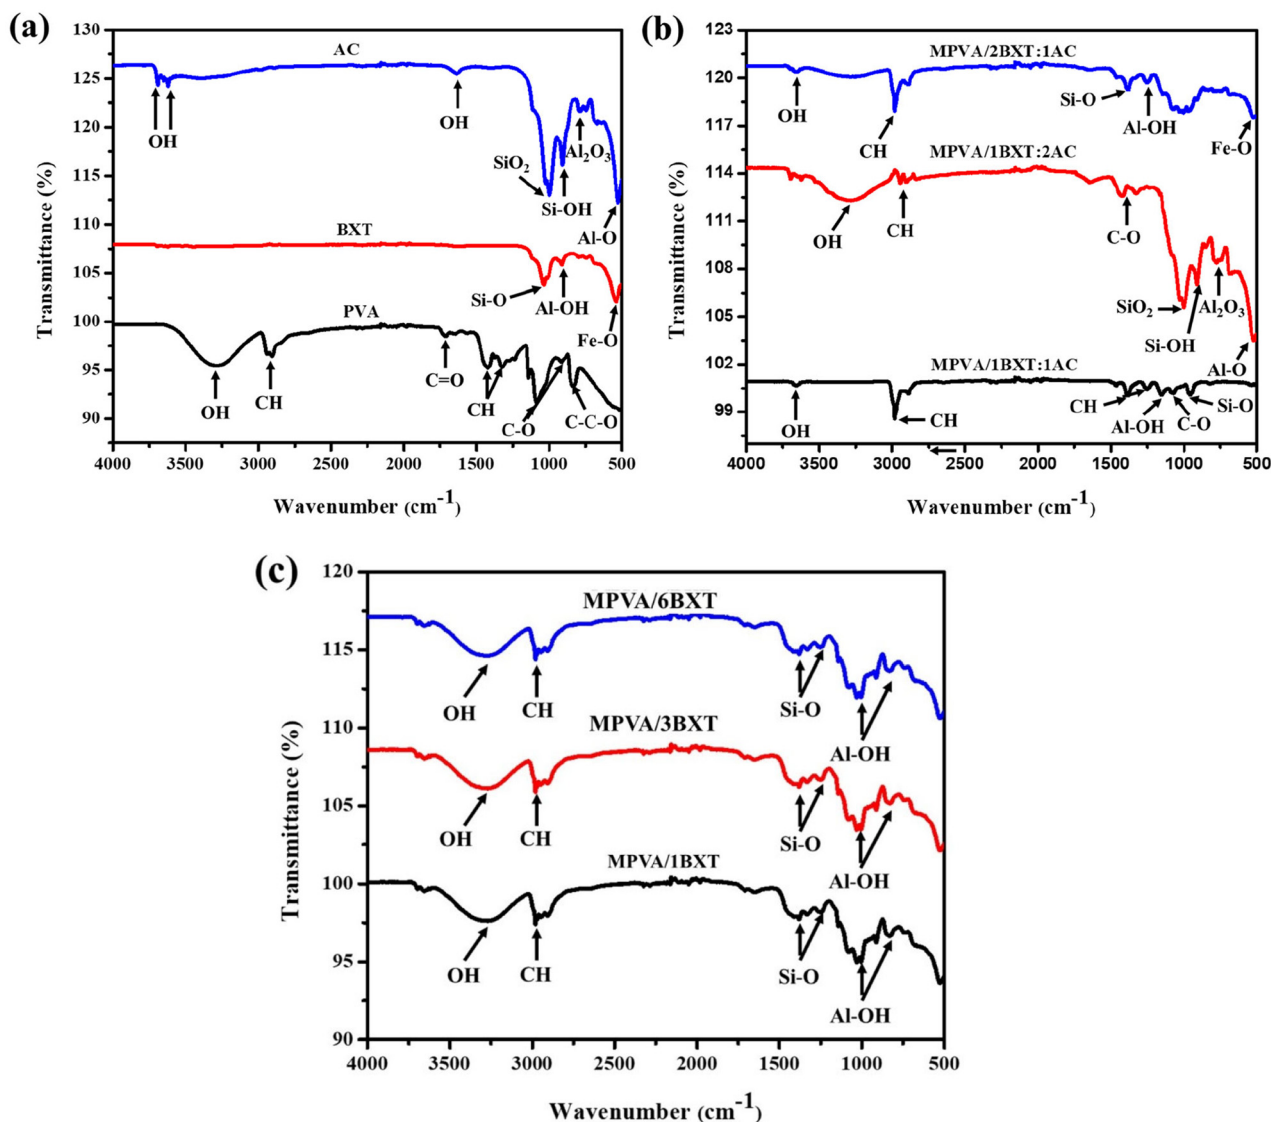 (a)
130
125
120
115
110
105
100
95
90
Transmittance (%)
AC
OH
OH
SiO2
Al2O3
Si-OH
Al-O
BXT
Si-O
Al-OH
Fe-O
PVA
OH
CH
C=O
CH
C-O
C-C-O
4000 3500 3000 2500 2000 1500 1000 500
Wavenumber (cm-1)
(b)
123
120
117
114
111
108
105
102
99
Transmittance (%)
MPVA/2BXT:1AC
OH
CH
Si-O
Al-OH
Fe-O
MPVA/1BXT:2AC
OH
CH
C-O
SiO2
Si-OH
Al2O3
Al-O
MPVA/1BXT:1AC
OH
CH
CH
Al-OH
C-O
Si-O
4000 3500 3000 2500 2000 1500 1000 500
Wavenumber (cm-1)
(c)
120
115
110
105
100
95
90
Transmittance (%)
MPVA/6BXT
OH
CH
Si-O
Al-OH
MPVA/3BXT
OH
CH
Si-O
Al-OH
MPVA/1BXT
OH
CH
Si-O
Al-OH
4000 3500 3000 2500 2000 1500 1000 500
Wavenumber (cm-1)